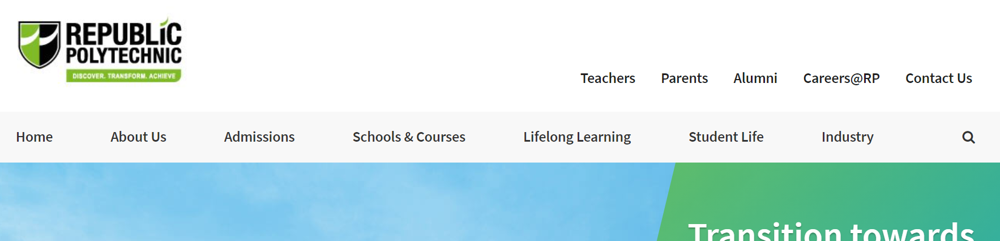 REPUBLIC
POLYTECHNIC
DISCOVER. TRANSFORM. ACHIEVE
Teachers Parents Alumni Careers@RP Contact Us
Home About Us Admissions Schools & Courses Lifelong Learning Student Life Industry
Transition towards